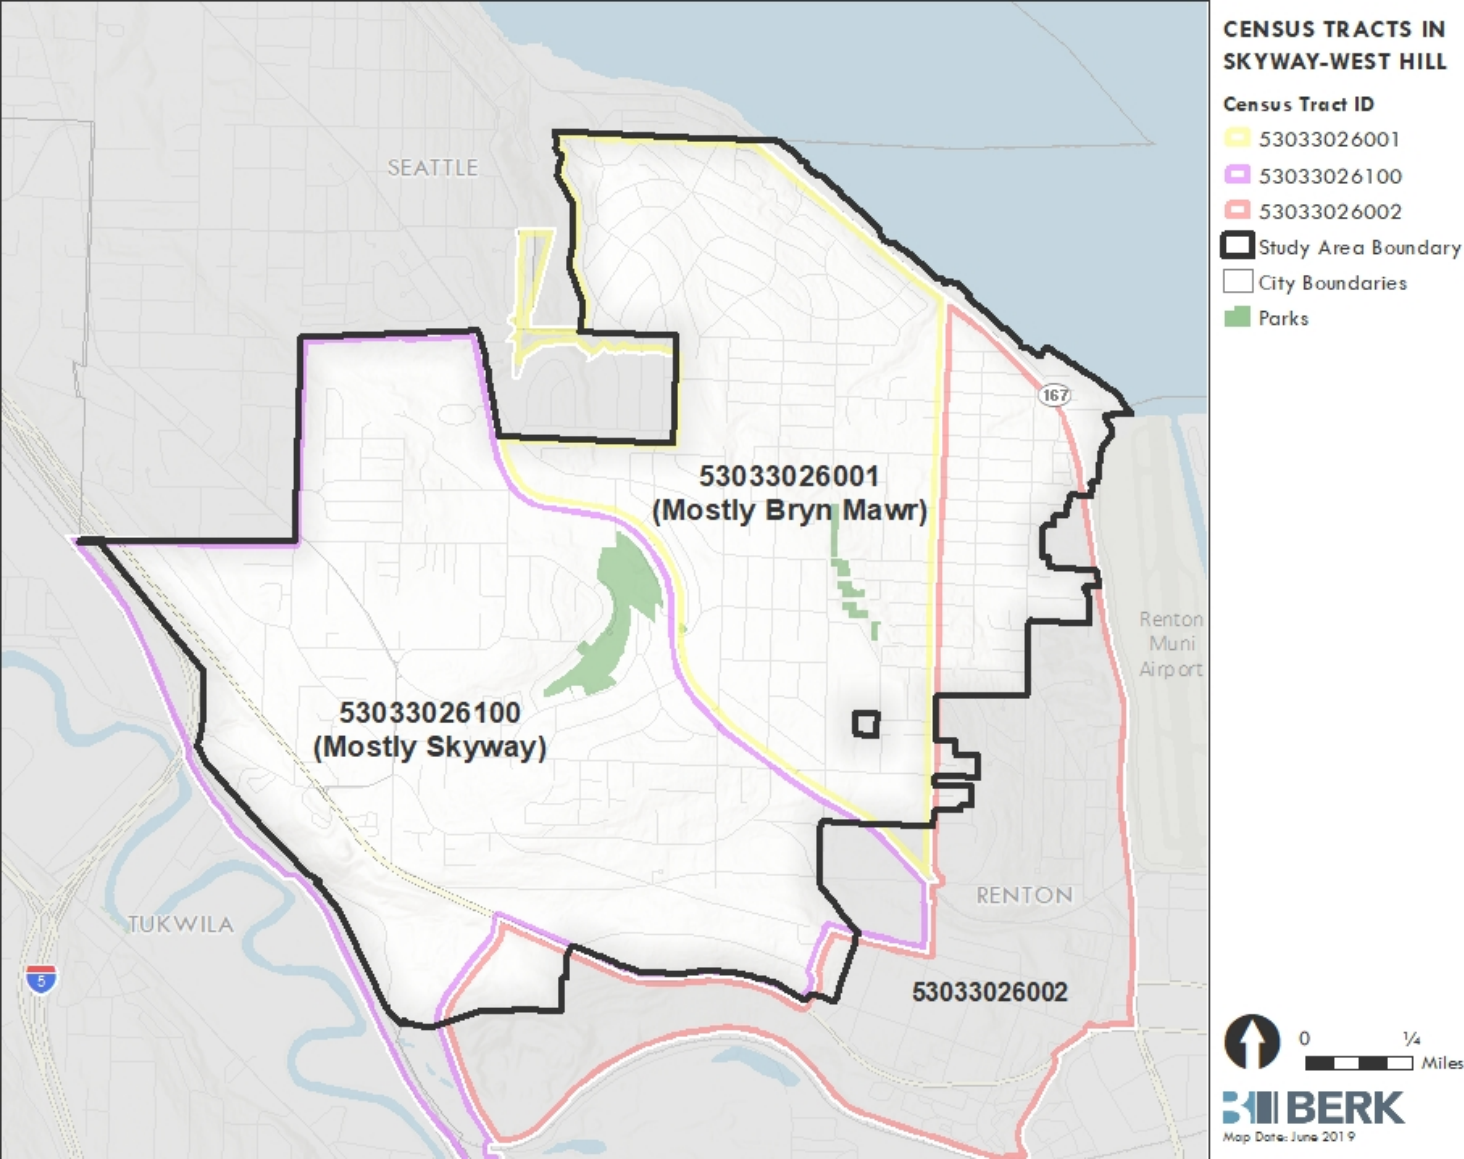 CENSUS TRACTS IN
SKYWAY-WEST HILL
Census Tract ID
53033026001
53033026100
53033026002
Study Area Boundary
City Boundaries
Parks
SEATTLE
167
53033026001
(Mostly Bryn Mawr)
Renton
Muni
Airport
53033026100
(Mostly Skyway)
RENTON
TUKWILA
5
53033026002
0 ¼
Miles
BERK
Map Date: June 2019